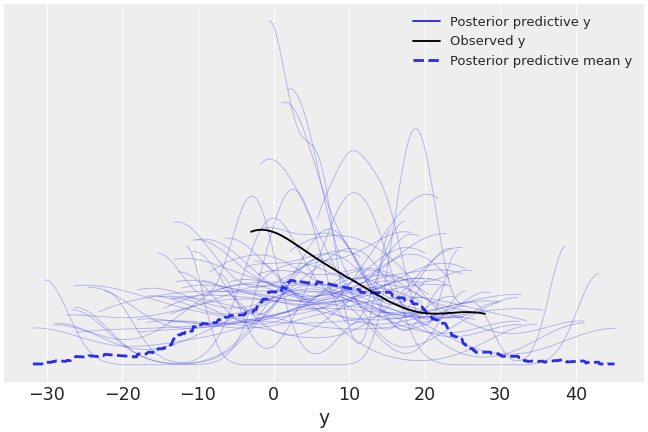 Posterior predictive y
Observed y
Posterior predictive mean y
−30 −20 −10 0 10 20 30 40
y